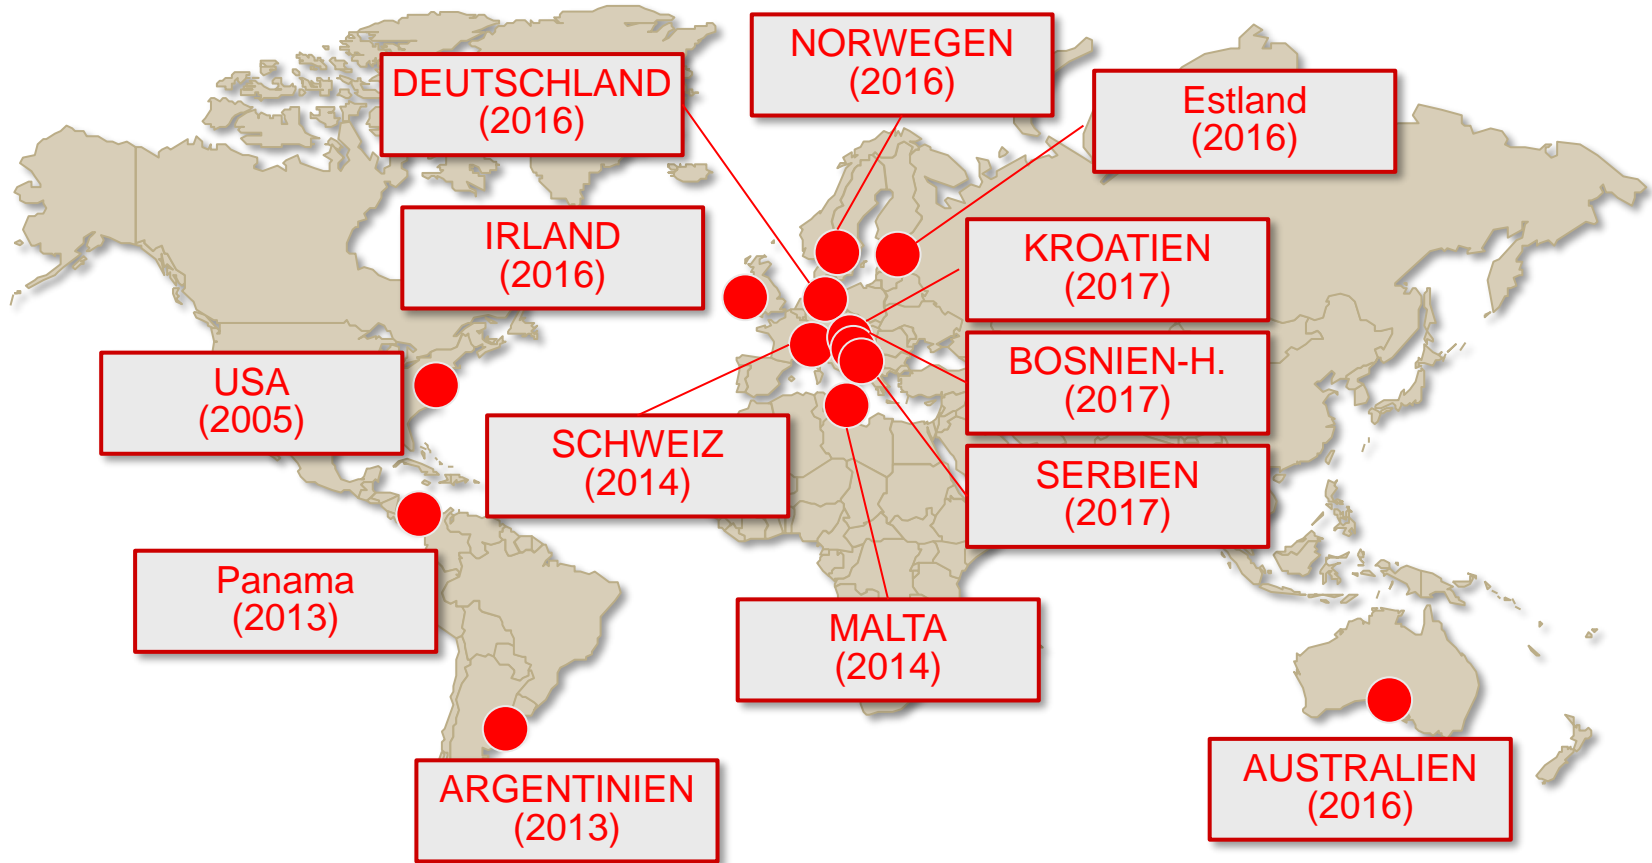 NORWEGEN
(2016)
DEUTSCHLAND
(2016)
Estland
(2016)
IRLAND
(2016)
KROATIEN
(2017)
USA
(2005)
BOSNIEN-H.
(2017)
SCHWEIZ
(2014)
SERBIEN
(2017)
Panama
(2013)
MALTA
(2014)
ARGENTINIEN
(2013)
AUSTRALIEN
(2016)